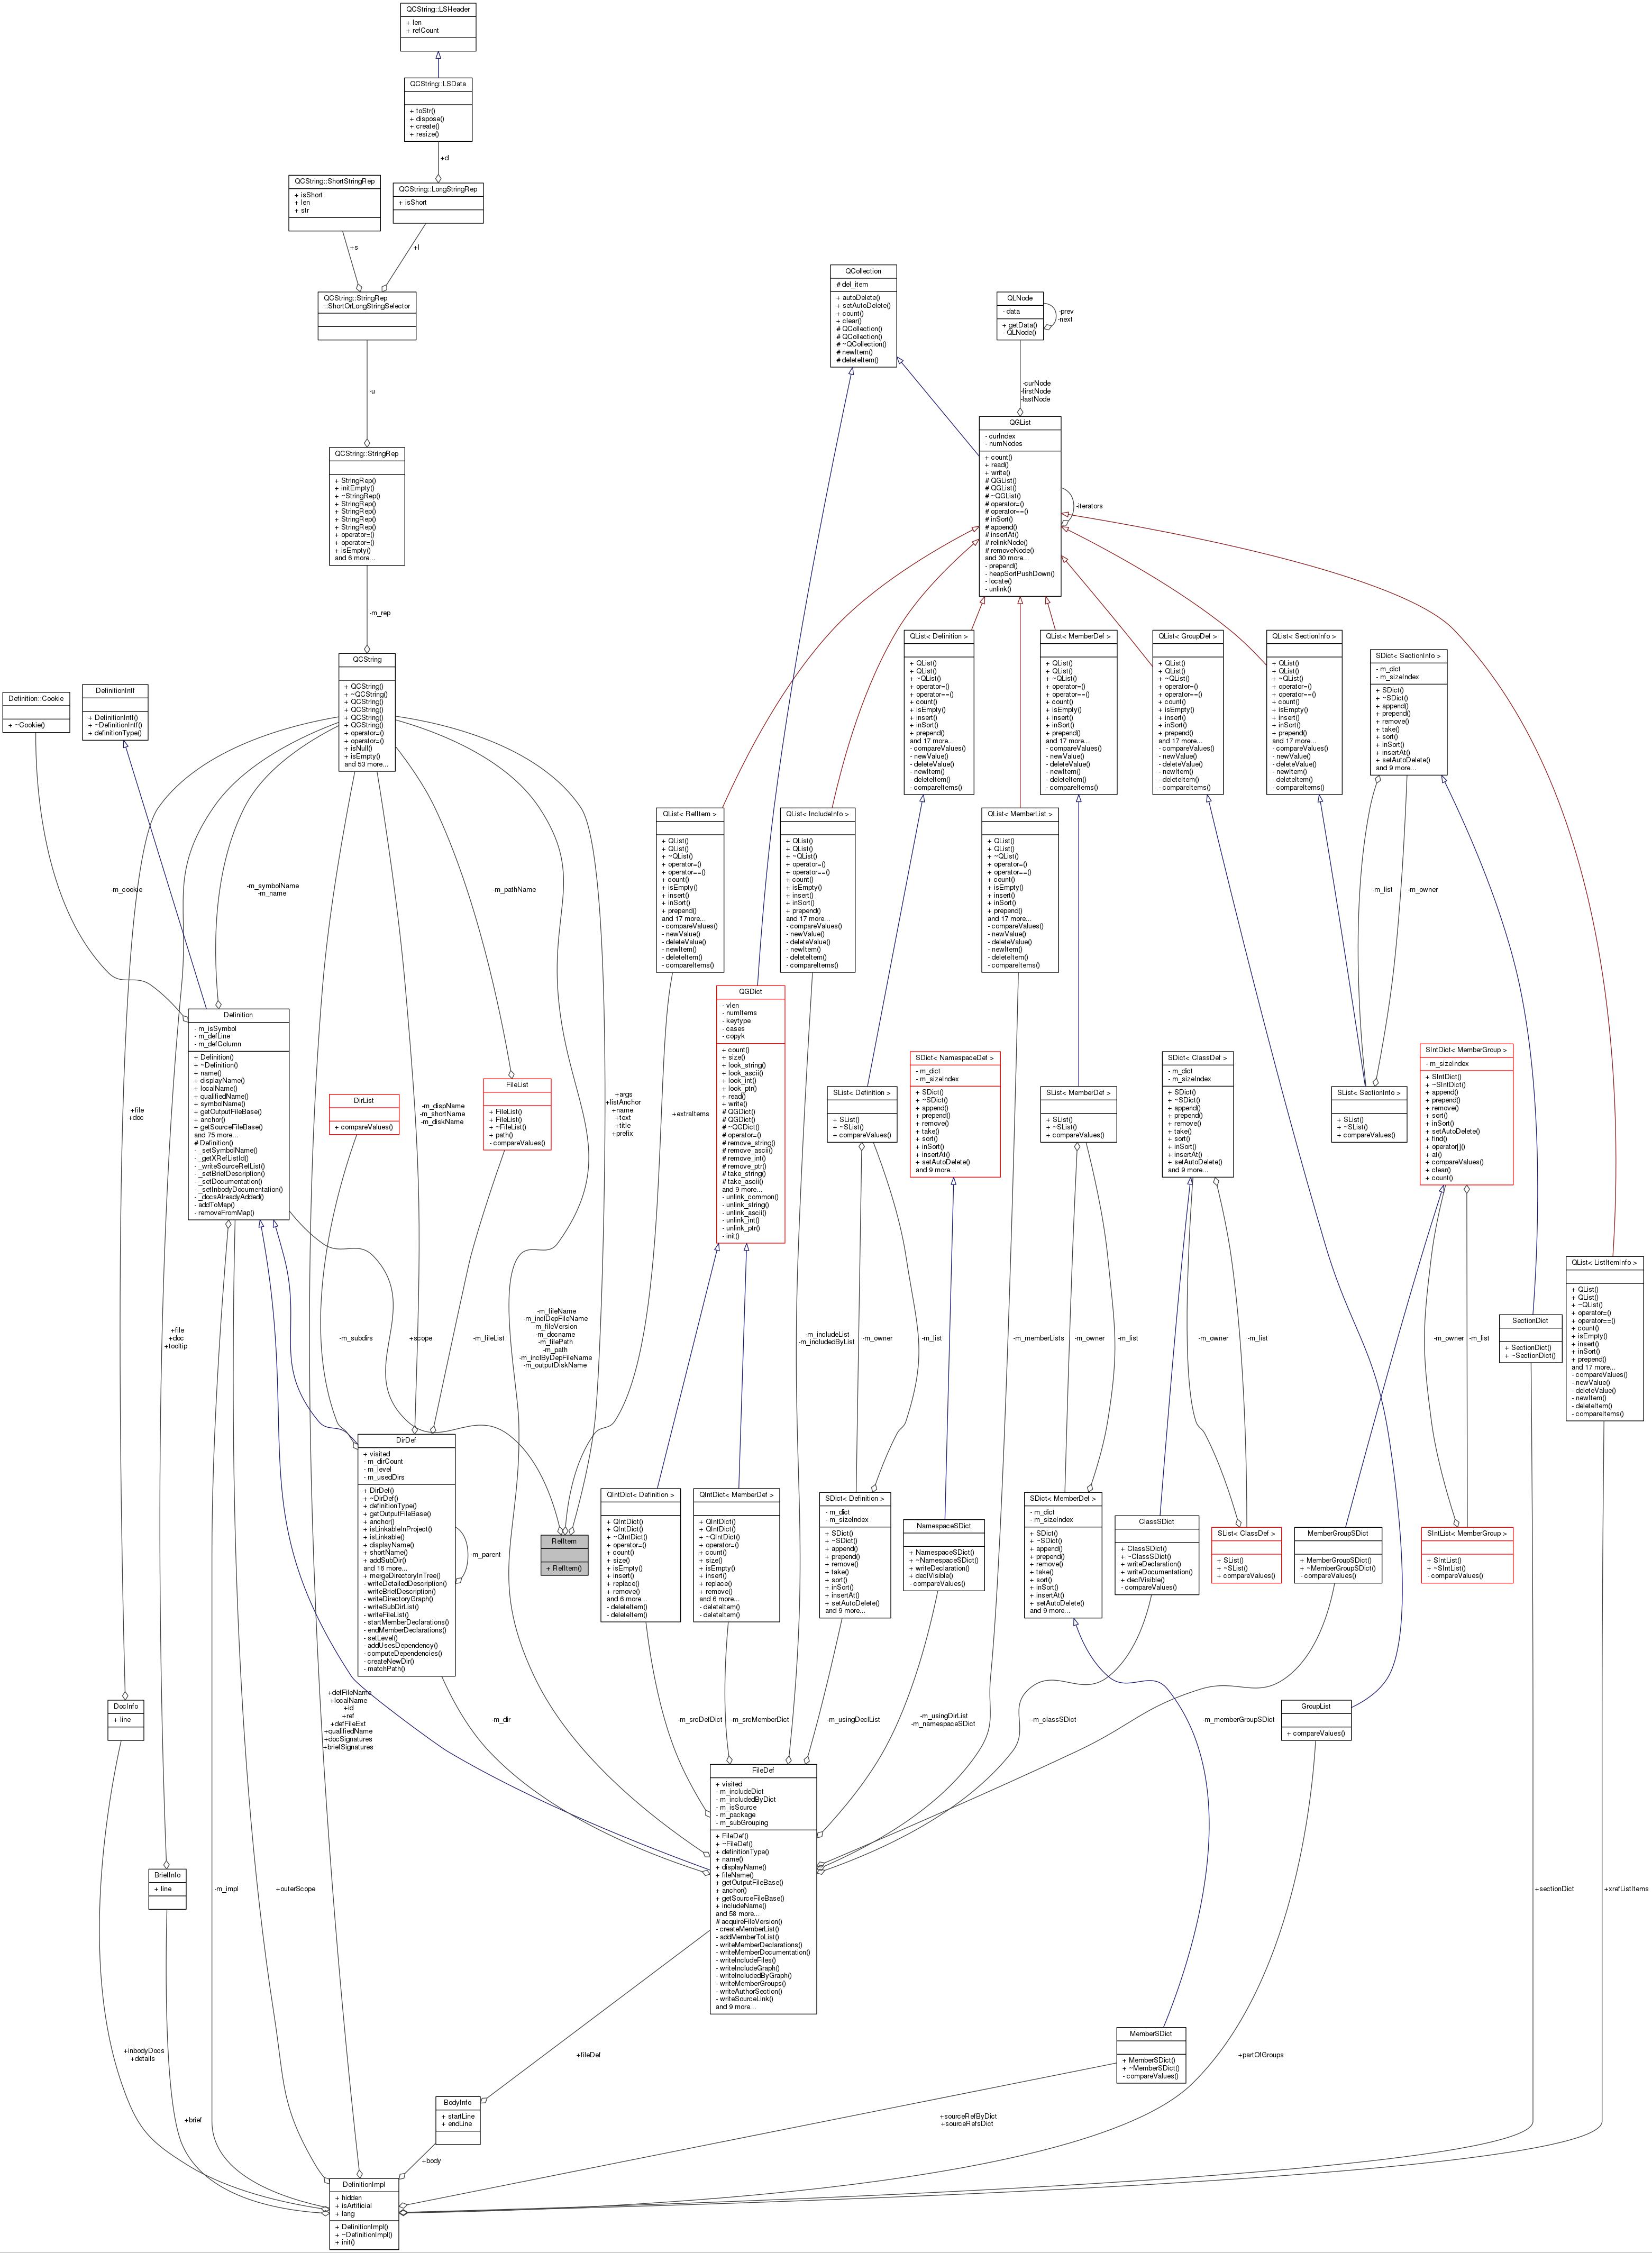 QCString::LSHeader
+ len
+ refCount
QCString::LSData
+ toStr()
+ dispose()
+ create()
+ resize()
+d
QCString::ShortStringRep
+ isShort
+ len
+ str
QCString::LongStringRep
+ isShort
+s
+l
QCString::StringRep
::ShortOrLongStringSelector
-u
QCString::StringRep
+ StringRep()
+ initEmpty()
+ ~StringRep()
+ StringRep()
+ StringRep()
+ StringRep()
+ StringRep()
+ operator=()
+ operator=()
+ isEmpty()
and 6 more...
-m_rep
QCollection
# del_item
+ autoDelete()
+ setAutoDelete()
+ count()
+ clear()
# QCollection()
# QCollection()
# ~QCollection()
# newItem()
# deleteItem()
QLNode
- data
+ getData()
- QLNode()
-prev
-next
-curNode
-firstNode
-lastNode
QGList
- curIndex
- numNodes
+ count()
+ read()
+ write()
# QGList()
# QGList()
# ~QGList()
# operator=()
# operator==()
# inSort()
# append()
# insertAt()
# relinkNode()
# removeNode()
and 30 more...
- prepend()
- heapSortPushDown()
- locate()
- unlink()
-iterators
Definition::Cookie
+ ~Cookie()
DefinitionIntf
+ DefinitionIntf()
+ ~DefinitionIntf()
+ definitionType()
QCString
+ QCString()
+ ~QCString()
+ QCString()
+ QCString()
+ QCString()
+ QCString()
+ operator=()
+ operator=()
+ isNull()
+ isEmpty()
and 53 more...
QList< Definition >
+ QList()
+ QList()
+ ~QList()
+ operator=()
+ operator==()
+ count()
+ isEmpty()
+ insert()
+ inSort()
+ prepend()
and 17 more...
- compareValues()
- newValue()
- deleteValue()
- newItem()
- deleteItem()
- compareItems()
QList< MemberDef >
+ QList()
+ QList()
+ ~QList()
+ operator=()
+ operator==()
+ count()
+ isEmpty()
+ insert()
+ inSort()
+ prepend()
and 17 more...
- compareValues()
- newValue()
- deleteValue()
- newItem()
- deleteItem()
- compareItems()
QList< GroupDef >
+ QList()
+ QList()
+ ~QList()
+ operator=()
+ operator==()
+ count()
+ isEmpty()
+ insert()
+ inSort()
+ prepend()
and 17 more...
- compareValues()
- newValue()
- deleteValue()
- newItem()
- deleteItem()
- compareItems()
QList< SectionInfo >
+ QList()
+ QList()
+ ~QList()
+ operator=()
+ operator==()
+ count()
+ isEmpty()
+ insert()
+ inSort()
+ prepend()
and 17 more...
- compareValues()
- newValue()
- deleteValue()
- newItem()
- deleteItem()
- compareItems()
SDict< SectionInfo >
- m_dict
- m_sizeIndex
+ SDict()
+ ~SDict()
+ append()
+ prepend()
+ remove()
+ take()
+ sort()
+ inSort()
+ insertAt()
+ setAutoDelete()
and 9 more...
-m_cookie
-m_symbolName
-m_name
-m_pathName
QList< RefItem >
+ QList()
+ QList()
+ ~QList()
+ operator=()
+ operator==()
+ count()
+ isEmpty()
+ insert()
+ inSort()
+ prepend()
and 17 more...
- compareValues()
- newValue()
- deleteValue()
- newItem()
- deleteItem()
- compareItems()
QList< IncludeInfo >
+ QList()
+ QList()
+ ~QList()
+ operator=()
+ operator==()
+ count()
+ isEmpty()
+ insert()
+ inSort()
+ prepend()
and 17 more...
- compareValues()
- newValue()
- deleteValue()
- newItem()
- deleteItem()
- compareItems()
QList< MemberList >
+ QList()
+ QList()
+ ~QList()
+ operator=()
+ operator==()
+ count()
+ isEmpty()
+ insert()
+ inSort()
+ prepend()
and 17 more...
- compareValues()
- newValue()
- deleteValue()
- newItem()
- deleteItem()
- compareItems()
-m_list
-m_owner
Definition
- m_isSymbol
- m_defLine
- m_defColumn
+ Definition()
+ ~Definition()
+ name()
+ displayName()
+ localName()
+ qualifiedName()
+ symbolName()
+ getOutputFileBase()
+ anchor()
+ getSourceFileBase()
and 75 more...
# Definition()
- _setSymbolName()
- _getXRefListId()
- _writeSourceRefList()
- _setBriefDescription()
- _setDocumentation()
- _setInbodyDocumentation()
- _docsAlreadyAdded()
- addToMap()
- removeFromMap()
+file
+doc
DirList
+ compareValues()
-m_dispName
-m_shortName
-m_diskName
FileList
+ FileList()
+ FileList()
+ ~FileList()
+ path()
- compareValues()
+args
+listAnchor
+name
+text
+title
+prefix
+extraItems
QGDict
- vlen
- numItems
- keytype
- cases
- copyk
+ count()
+ size()
+ look_string()
+ look_ascii()
+ look_int()
+ look_ptr()
+ read()
+ write()
# QGDict()
# QGDict()
# ~QGDict()
# operator=()
# remove_string()
# remove_ascii()
# remove_int()
# remove_ptr()
# take_string()
# take_ascii()
and 9 more...
- unlink_common()
- unlink_string()
- unlink_ascii()
- unlink_int()
- unlink_ptr()
- init()
SList< Definition >
+ SList()
+ ~SList()
+ compareValues()
SDict< NamespaceDef >
- m_dict
- m_sizeIndex
+ SDict()
+ ~SDict()
+ append()
+ prepend()
+ remove()
+ take()
+ sort()
+ inSort()
+ insertAt()
+ setAutoDelete()
and 9 more...
SList< MemberDef >
+ SList()
+ ~SList()
+ compareValues()
SDict< ClassDef >
- m_dict
- m_sizeIndex
+ SDict()
+ ~SDict()
+ append()
+ prepend()
+ remove()
+ take()
+ sort()
+ inSort()
+ insertAt()
+ setAutoDelete()
and 9 more...
SList< SectionInfo >
+ SList()
+ ~SList()
+ compareValues()
SIntDict< MemberGroup >
- m_sizeIndex
+ SIntDict()
+ ~SIntDict()
+ append()
+ prepend()
+ remove()
+ sort()
+ inSort()
+ setAutoDelete()
+ find()
+ operator[]()
+ at()
+ compareValues()
+ clear()
+ count()
QList< ListItemInfo >
+ QList()
+ QList()
+ ~QList()
+ operator=()
+ operator==()
+ count()
+ isEmpty()
+ insert()
+ inSort()
+ prepend()
and 17 more...
- compareValues()
- newValue()
- deleteValue()
- newItem()
- deleteItem()
- compareItems()
SectionDict
+ SectionDict()
+ ~SectionDict()
+file
+doc
+tooltip
-m_subdirs
+scope
-m_fileList
-m_fileName
-m_inclDepFileName
-m_fileVersion
-m_docname
-m_filePath
-m_path
-m_inclByDepFileName
-m_outputDiskName
-m_includeList
-m_includedByList
-m_owner
-m_list
-m_memberLists
-m_owner
-m_list
-m_owner
-m_list
-m_owner
-m_list
DirDef
+ visited
- m_dirCount
- m_level
- m_usedDirs
+ DirDef()
+ ~DirDef()
+ definitionType()
+ getOutputFileBase()
+ anchor()
+ isLinkableInProject()
+ isLinkable()
+ displayName()
+ shortName()
+ addSubDir()
and 16 more...
+ mergeDirectoryInTree()
- writeDetailedDescription()
- writeBriefDescription()
- writeDirectoryGraph()
- writeSubDirList()
- writeFileList()
- startMemberDeclarations()
- endMemberDeclarations()
- setLevel()
- addUsesDependency()
- computeDependencies()
- createNewDir()
- matchPath()
-m_parent
RefItem
+ RefItem()
QIntDict< Definition >
+ QIntDict()
+ QIntDict()
+ ~QIntDict()
+ operator=()
+ count()
+ size()
+ isEmpty()
+ insert()
+ replace()
+ remove()
and 6 more...
- deleteItem()
- deleteItem()
QIntDict< MemberDef >
+ QIntDict()
+ QIntDict()
+ ~QIntDict()
+ operator=()
+ count()
+ size()
+ isEmpty()
+ insert()
+ replace()
+ remove()
and 6 more...
- deleteItem()
- deleteItem()
SDict< Definition >
- m_dict
- m_sizeIndex
+ SDict()
+ ~SDict()
+ append()
+ prepend()
+ remove()
+ take()
+ sort()
+ inSort()
+ insertAt()
+ setAutoDelete()
and 9 more...
NamespaceSDict
+ NamespaceSDict()
+ ~NamespaceSDict()
+ writeDeclaration()
+ declVisible()
- compareValues()
SDict< MemberDef >
- m_dict
- m_sizeIndex
+ SDict()
+ ~SDict()
+ append()
+ prepend()
+ remove()
+ take()
+ sort()
+ inSort()
+ insertAt()
+ setAutoDelete()
and 9 more...
ClassSDict
+ ClassSDict()
+ ~ClassSDict()
+ writeDeclaration()
+ writeDocumentation()
+ declVisible()
- compareValues()
SList< ClassDef >
+ SList()
+ ~SList()
+ compareValues()
MemberGroupSDict
+ MemberGroupSDict()
+ ~MemberGroupSDict()
- compareValues()
SIntList< MemberGroup >
+ SIntList()
+ ~SIntList()
- compareValues()
DocInfo
+ line
+defFileName
+localName
+id
+ref
+defFileExt
+qualifiedName
+docSignatures
+briefSignatures
-m_dir
-m_srcDefDict
-m_srcMemberDict
-m_usingDeclList
-m_usingDirList
-m_namespaceSDict
-m_classSDict
-m_memberGroupSDict
GroupList
+ compareValues()
FileDef
+ visited
- m_includeDict
- m_includedByDict
- m_isSource
- m_package
- m_subGrouping
+ FileDef()
+ ~FileDef()
+ definitionType()
+ name()
+ displayName()
+ fileName()
+ getOutputFileBase()
+ anchor()
+ getSourceFileBase()
+ includeName()
and 58 more...
# acquireFileVersion()
- createMemberList()
- addMemberToList()
- writeMemberDeclarations()
- writeMemberDocumentation()
- writeIncludeFiles()
- writeIncludeGraph()
- writeIncludedByGraph()
- writeMemberGroups()
- writeAuthorSection()
- writeSourceLink()
and 9 more...
BriefInfo
+ line
-m_impl
+outerScope
+sectionDict
+xrefListItems
+inbodyDocs
+details
+fileDef
MemberSDict
+ MemberSDict()
+ ~MemberSDict()
- compareValues()
+partOfGroups
+brief
BodyInfo
+ startLine
+ endLine
+sourceRefByDict
+sourceRefsDict
+body
DefinitionImpl
+ hidden
+ isArtificial
+ lang
+ DefinitionImpl()
+ ~DefinitionImpl()
+ init()